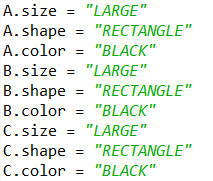 A.size = "LARGE"
A.shape = "RECTANGLE"
A.color = "BLACK"
B.size = "LARGE"
B.shape = "RECTANGLE"
B.color = "BLACK"
C.size = "LARGE"
C.shape = "RECTANGLE"
C.color = "BLACK"